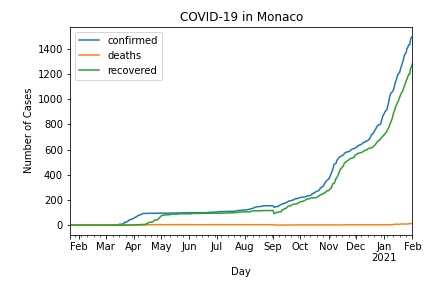 COVID-19 in Monaco
confirmed
deaths
recovered
Number of Cases
1400
1200
1000
800
600
400
200
0
Feb Mar Apr May Jun Jul Aug Sep Oct Nov Dec Jan Feb
2021
Day